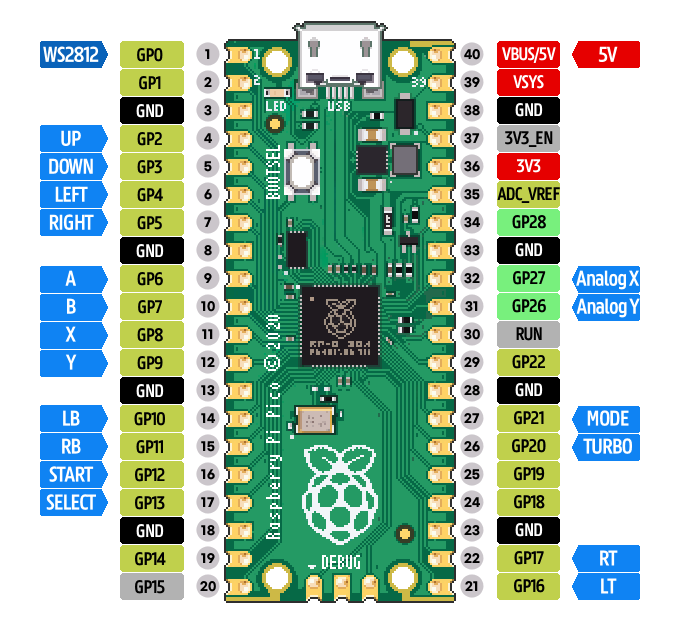 WS2812 GP0 1 1 40 VBUS/5V 5V
GP1 2 2 39 39 VSYS
GND 3 LED USB 38 GND
UP GP2 4 37 3V3_EN
DOWN GP3 5 BOOTSEL 36 3V3
LEFT GP4 6 35 ADC_VREF
RIGHT GP5 7 34 GP28
GND 8 33 GND
A GP6 9 32 GP27 Analog X
B GP7 10 31 GP26 Analog Y
X GP8 11 30 RUN
Y GP9 12 29 GP22
GND 13 28 GND
LB GP10 14 27 GP21 MODE
RB GP11 15 26 GP20 TURBO
START GP12 16 25 GP19
SELECT GP13 17 24 GP18
GND 18 23 GND
GP14 19 22 GP17 RT
GP15 20 21 GP16 LT
Raspberry Pi Pico © 2020
DEBUG